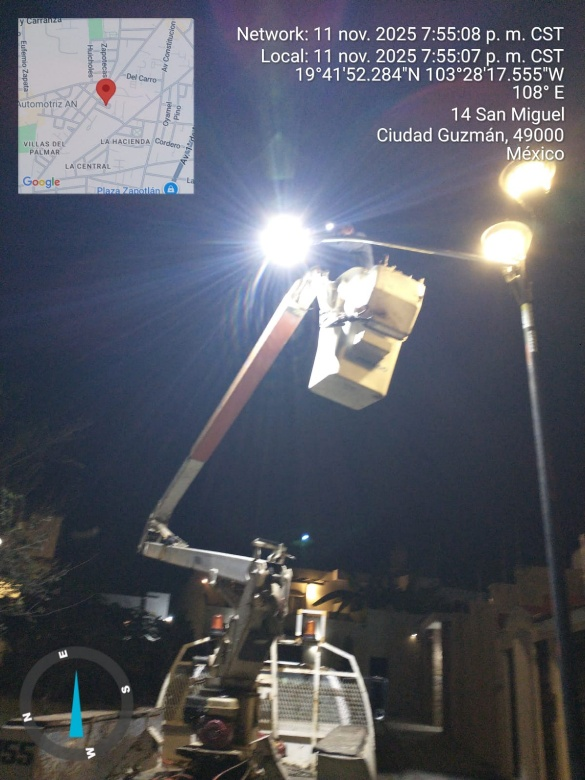 Network: 11 nov. 2025 7:55:08 p. m. CST
Local: 11 nov. 2025 7:55:07 p. m. CST
19°41'52.284"N 103°28'17.555"W
108° E
14 San Miguel
Ciudad Guzmán, 49000
México
y Carranza
Eufemio Zapata
Huicholes
Zapotecas
Av Constitución
Del Carro
Automotriz AN
Oyamel
Pino
LA HACIENDA
Cordero
VILLAS DEL
PALMAR
LA CENTRAL
Google
Plaza Zapotlán
E
S
N
W
55